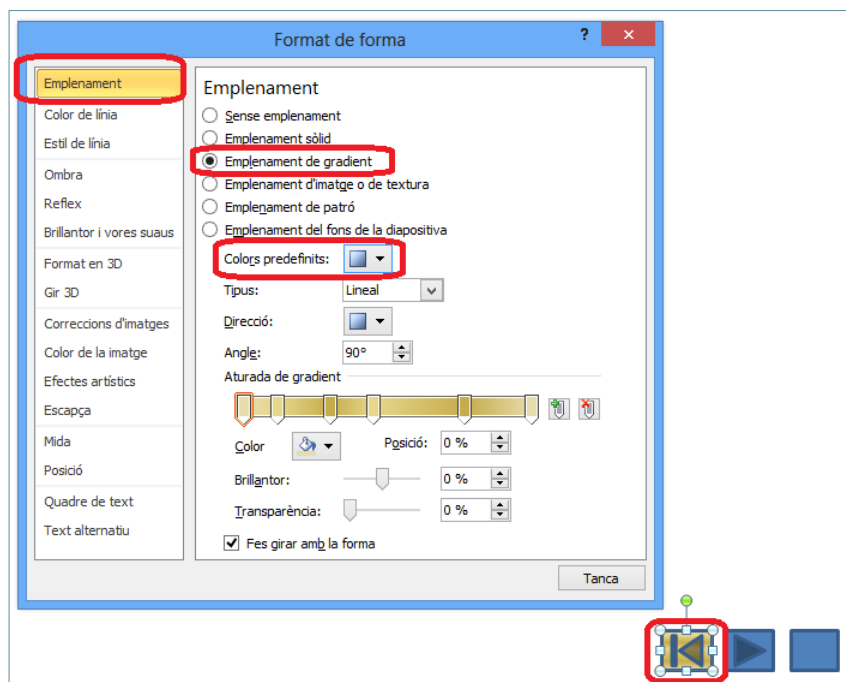 Format de forma
?
Emplenament
Color de línia
Estil de línia
Ombra
Reflex
Brillantor i vores suaus
Format en 3D
Gir 3D
Correccions d'imatges
Color de la imatge
Efectes artístics
Escapça
Mida
Posició
Quadre de text
Text alternatiu
Emplenament
Sense emplenament
Emplenament sòlid
Emplenament de gradient
Emplenament d'imatge o de textura
Emplenament de patró
Emplenament del fons de la diapositiva
Colors predefinits:
Tipus: Lineal
Direcció:
Angle: 90°
Aturada de gradient
Color Posició: 0 %
Brillantor: 0 %
Transparència: 0 %
Fes girar amb la forma
Tanca